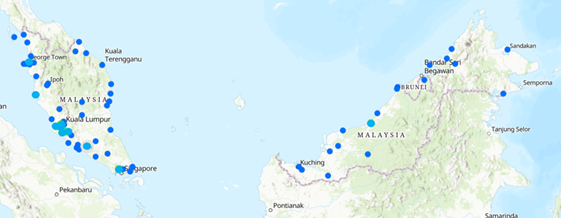 Kuala
Terengganu
George Town
Ipoh
MALAYSIA
Kuala Lumpur
Singapore
Pekanbaru
Sandakan
Bandar Seri
Begawan
BRUNEI
Semporna
MALAYSIA
Tanjung Selor
Kuching
Pontianak
Samarinda